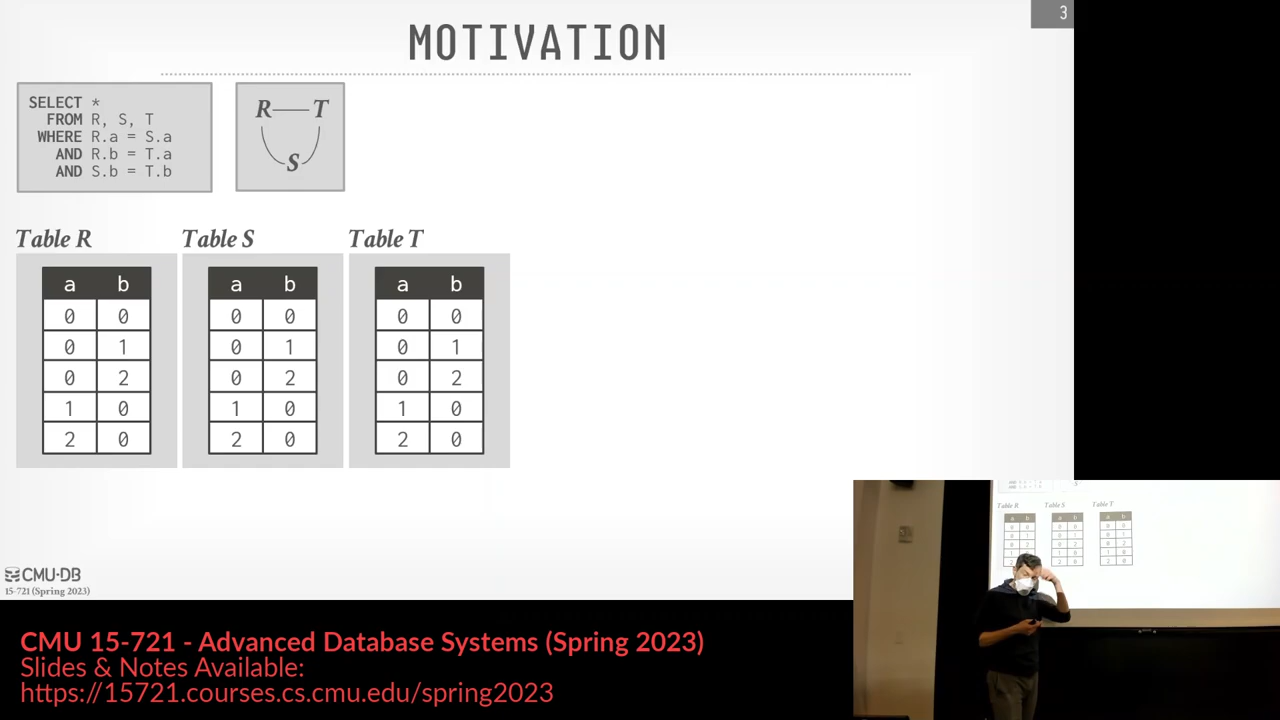 3
MOTIVATION
SELECT *
FROM R, S, T
WHERE R.a = S.a
AND R.b = T.a
AND S.b = T.b
R T
S
Table R Table S Table T
a b a b a b
0 0 0 0 0 0
0 1 0 1 0 1
0 2 0 2 0 2
1 0 1 0 1 0
2 0 2 0 2 0
Table R Table S Table T
a b a b a b
CMU·DB
15-721 (Spring 2023)
CMU 15-721 - Advanced Database Systems (Spring 2023)
Slides & Notes Available:
https://15721.courses.cs.cmu.edu/spring2023